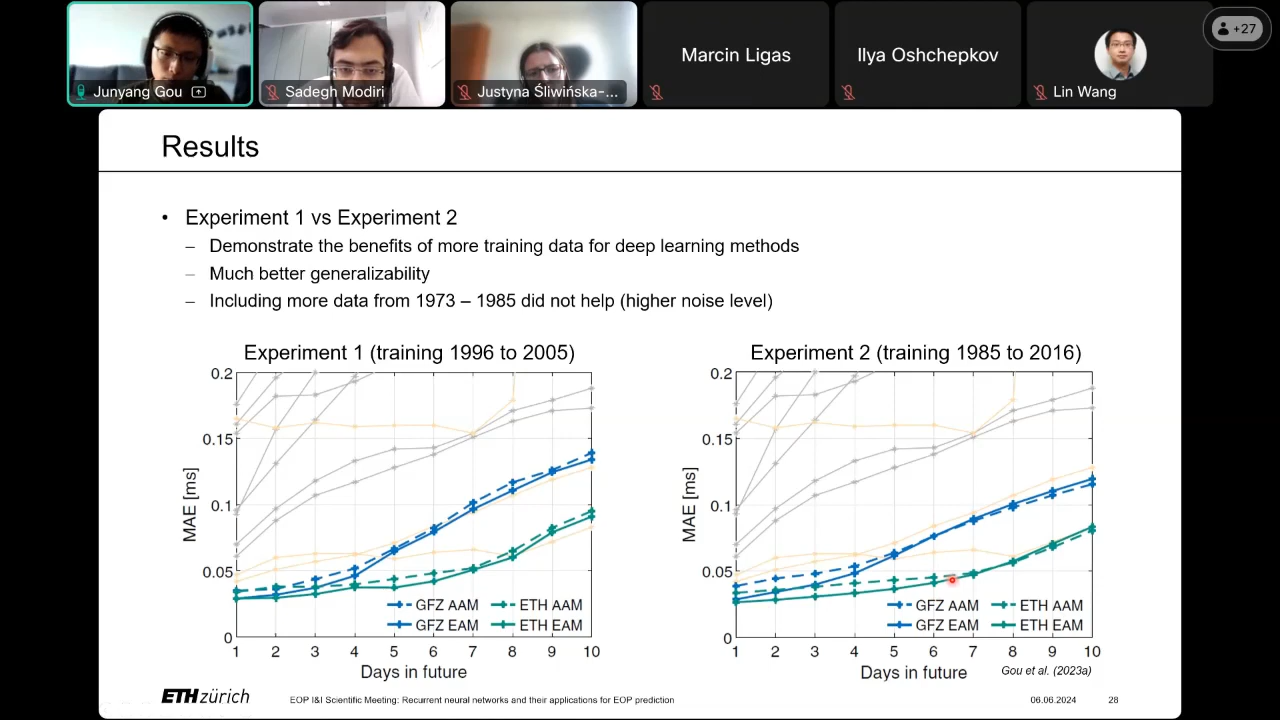 Junyang Gou
Sadegh Modiri
Justyna Śliwińska-...
Marcin Ligas
Ilya Oshchepkov
Lin Wang
+27
Results
• Experiment 1 vs Experiment 2
– Demonstrate the benefits of more training data for deep learning methods
– Much better generalizability
– Including more data from 1973 – 1985 did not help (higher noise level)
Experiment 1 (training 1996 to 2005)
0.2
0.15
0.1
0.05
0
MAE [ms]
GFZ AAM
ETH AAM
GFZ EAM
ETH EAM
1 2 3 4 5 6 7 8 9 10
Days in future
Experiment 2 (training 1985 to 2016)
0.2
0.15
0.1
0.05
0
MAE [ms]
GFZ AAM
ETH AAM
GFZ EAM
ETH EAM
1 2 3 4 5 6 7 8 9 10
Days in future
Gou et al. (2023a)
ETH zürich
EOP I&I Scientific Meeting: Recurrent neural networks and their applications for EOP prediction
06.06.2024
28